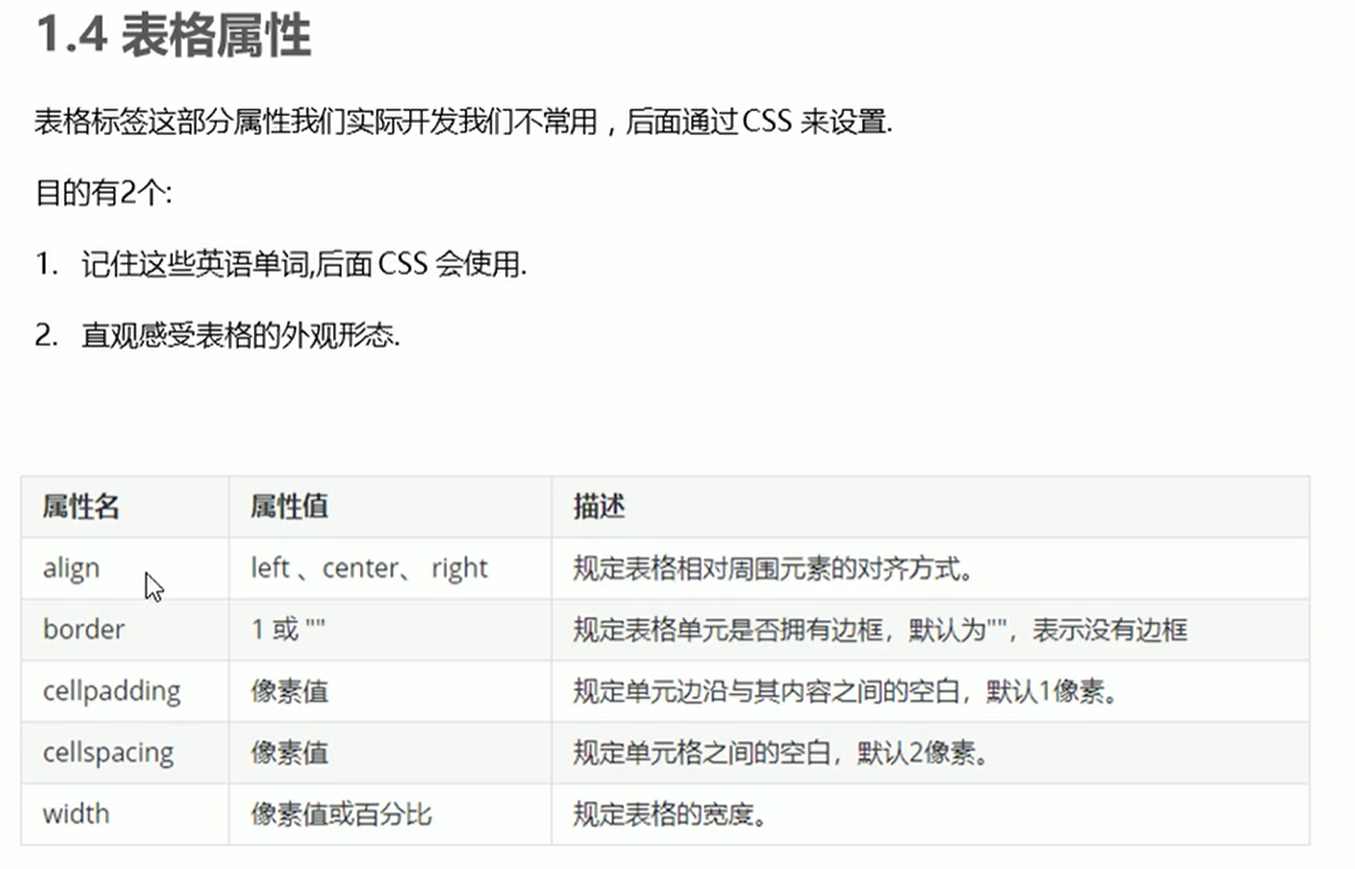 1.4 表格属性
表格标签这部分属性我们实际开发我们不常用，后面通过CSS 来设置.
目的有2个:
1. 记住这些英语单词,后面 CSS 会使用.
2. 直观感受表格的外观形态.
属性名 属性值 描述
align left 、center、 right 规定表格相对周围元素的对齐方式。
border 1 或 "" 规定表格单元是否拥有边框，默认为""，表示没有边框
cellpadding 像素值 规定单元边沿与其内容之间的空白，默认1像素。
cellspacing 像素值 规定单元格之间的空白，默认2像素。
width 像素值或百分比 规定表格的宽度。